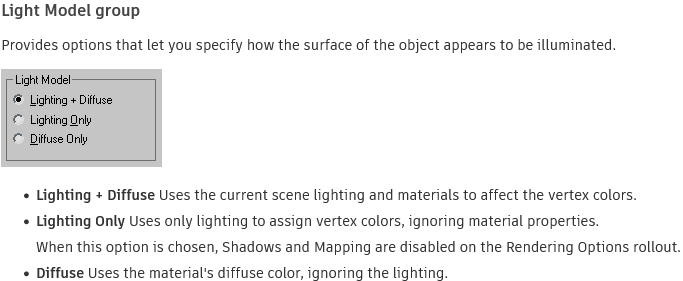 Light Model group
Provides options that let you specify how the surface of the object appears to be illuminated.
Light Model
Lighting + Diffuse
Lighting Only
Diffuse Only
• Lighting + Diffuse Uses the current scene lighting and materials to affect the vertex colors.
• Lighting Only Uses only lighting to assign vertex colors, ignoring material properties.
When this option is chosen, Shadows and Mapping are disabled on the Rendering Options rollout.
• Diffuse Uses the material's diffuse color, ignoring the lighting.